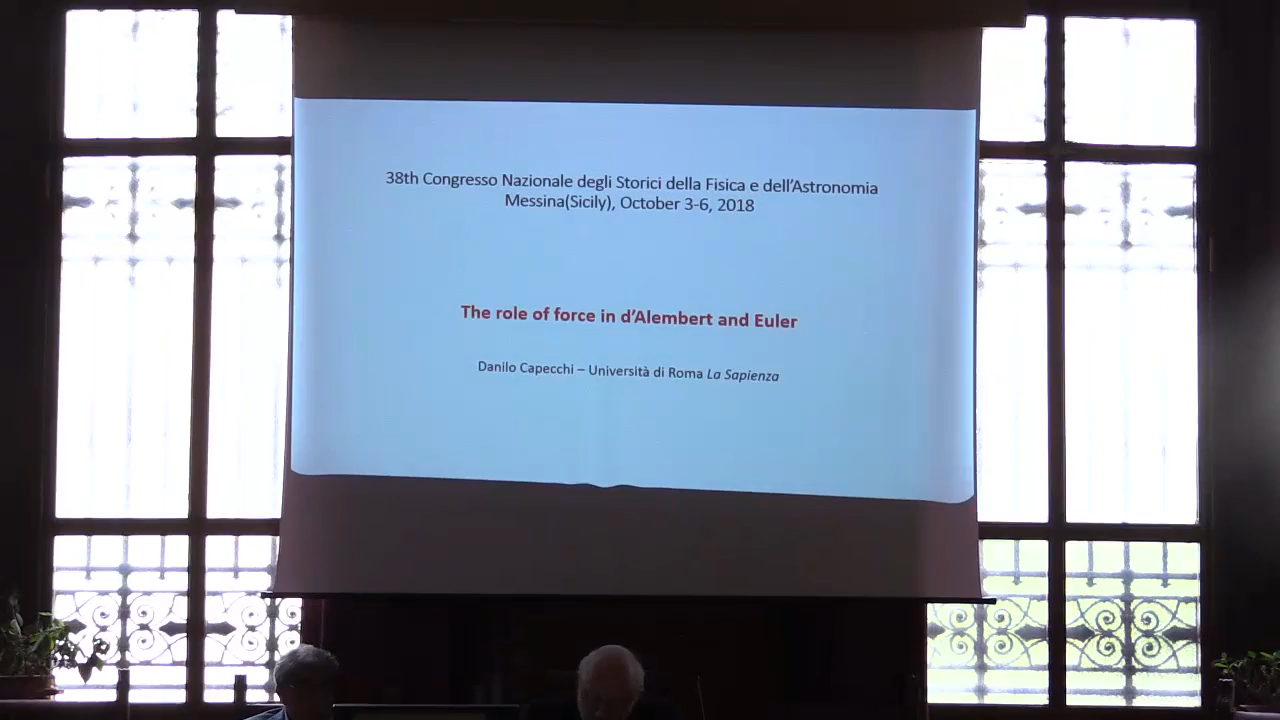 38th Congresso Nazionale degli Storici della Fisica e dell'Astronomia
Messina(Sicily), October 3-6, 2018
The role of force in d'Alembert and Euler
Danilo Capecchi – Università di Roma La Sapienza